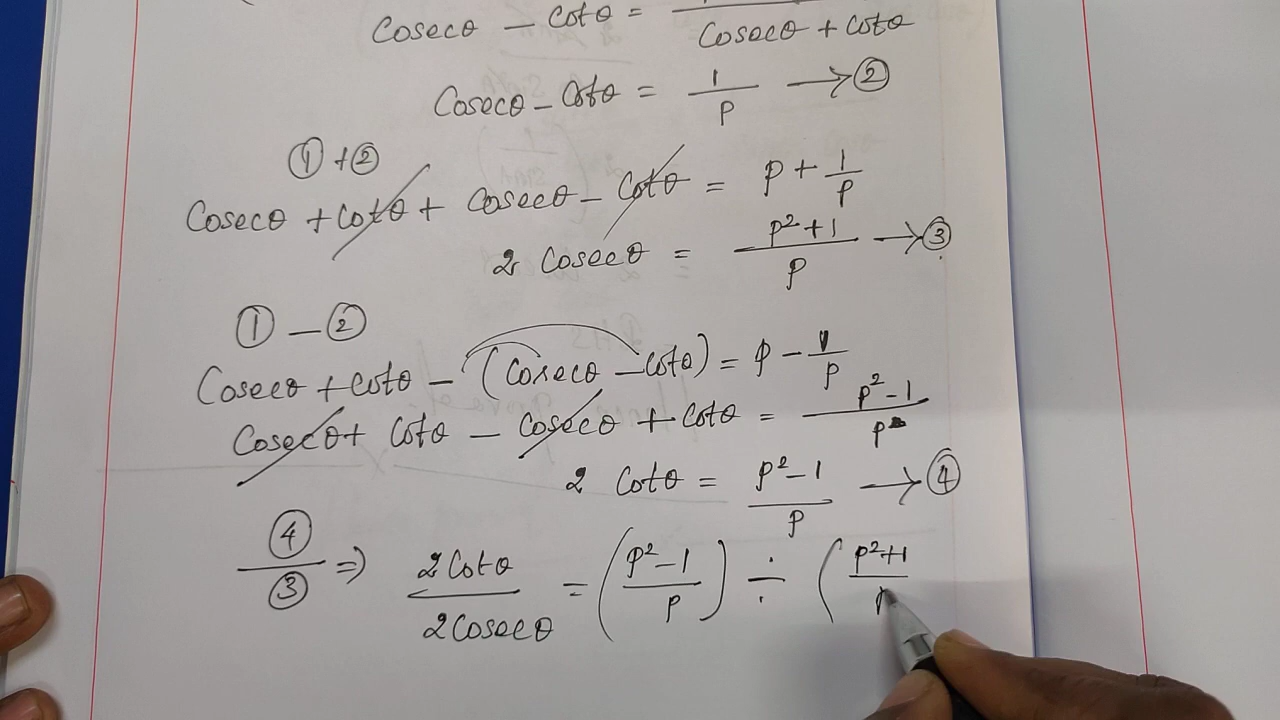 Cosecθ – Cotθ = ——— / Cosecθ + Cotθ
Cosecθ – Cotθ = 1/P → ②
① + ②
Cosecθ + Cotθ + Cosecθ – Cotθ = P + 1/P
2 Cosecθ = P²+1 / P → ③
① – ②
Cosecθ + Cotθ – (Cosecθ – Cotθ) = P – 1/P
Cosecθ + Cotθ – Cosecθ + Cotθ = P²–1 / P
2 Cotθ = P²–1 / P → ④
④/③ ⇒ 2Cotθ / 2Cosecθ = (P²–1 / P) ÷ (P²+1 / P